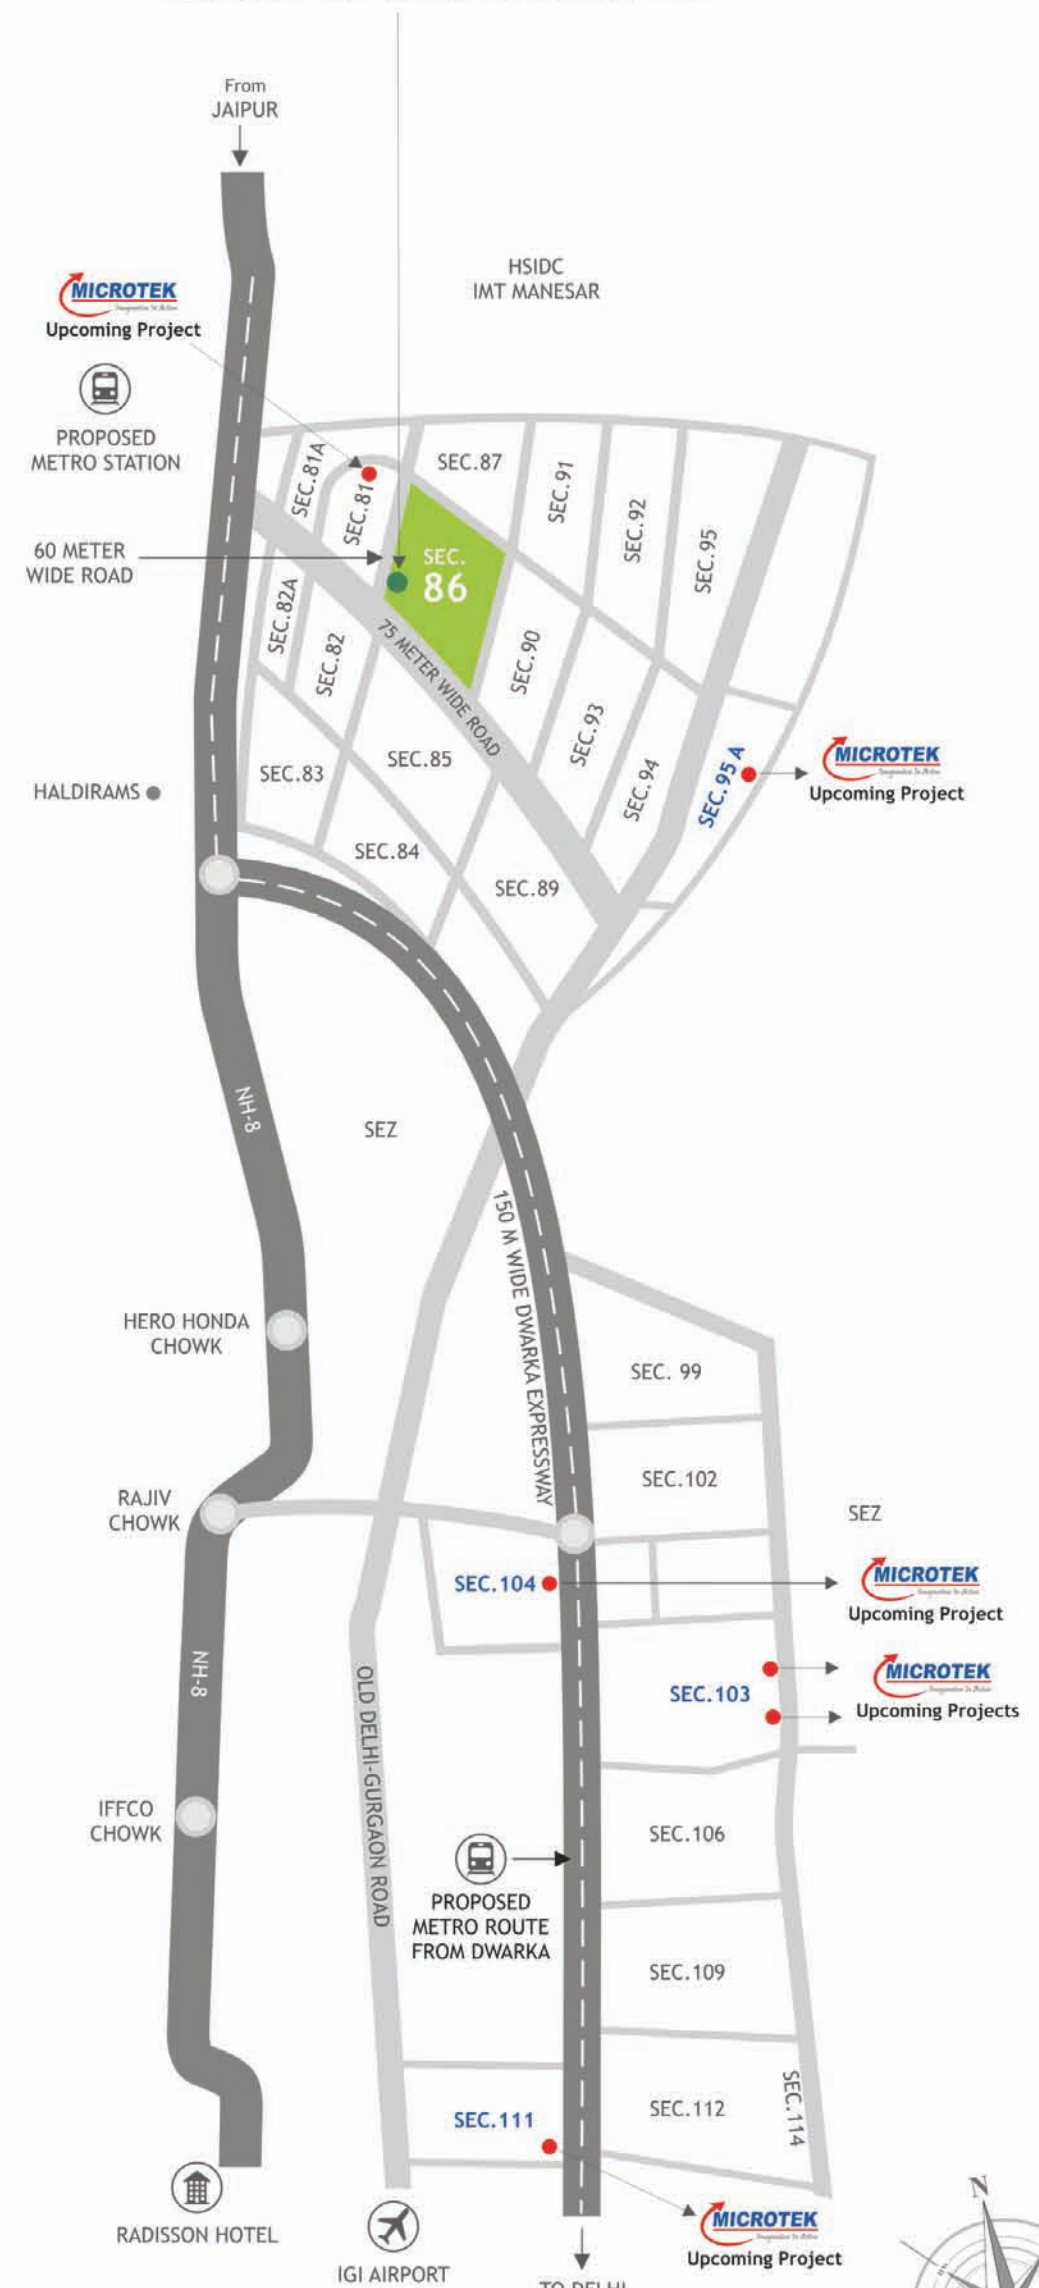 From
JAIPUR
HSIDC
IMT MANESAR
MICROTEK
Upcoming Project
PROPOSED
METRO STATION
SEC.81A
SEC.81
SEC.87
SEC.91
SEC.92
SEC.95
60 METER
WIDE ROAD
SEC.
86
SEC.82A
SEC.82
75 METER WIDE ROAD
SEC.90
SEC.93
SEC.94
SEC.95 A
MICROTEK
Upcoming Project
SEC.83
SEC.85
HALDIRAMS
SEC.84
SEC.89
NH-8
SEZ
150 M WIDE DWARKA EXPRESSWAY
HERO HONDA
CHOWK
SEC. 99
SEC.102
RAJIV
CHOWK
SEZ
SEC.104
MICROTEK
Upcoming Project
NH-8
OLD DELHI-GURGAON ROAD
SEC.103
MICROTEK
Upcoming Projects
IFFCO
CHOWK
SEC.106
PROPOSED
METRO ROUTE
FROM DWARKA
SEC.109
SEC.111
SEC.112
SEC.114
RADISSON HOTEL
MICROTEK
Upcoming Project
IGI AIRPORT
TO DELHI
N